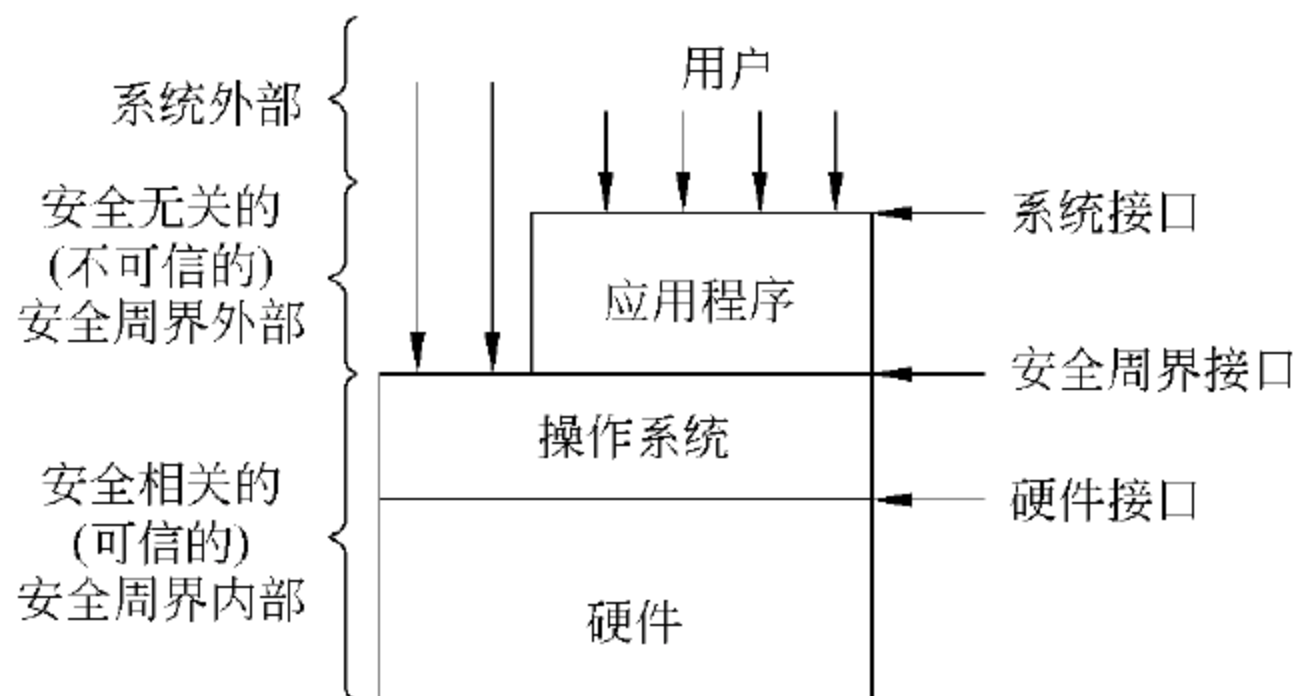 用户
系统外部
安全无关的
(不可信的)
安全周界外部
系统接口
应用程序
安全周界接口
操作系统
安全相关的
(可信的)
安全周界内部
硬件接口
硬件